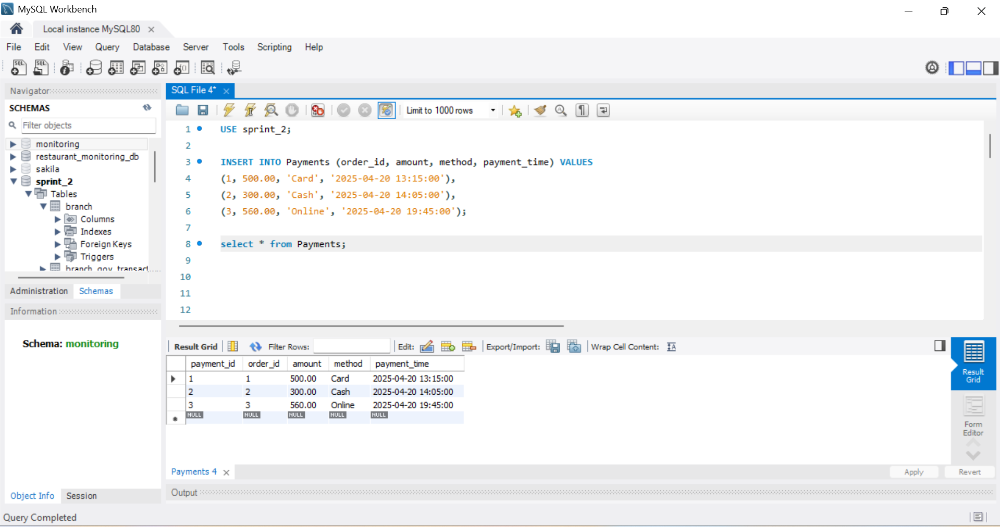 MySQL Workbench
Local instance MySQL80
File Edit View Query Database Server Tools Scripting Help
Navigator
SCHEMAS
Filter objects
monitoring
restaurant_monitoring_db
sakila
sprint_2
Tables
branch
Columns
Indexes
Foreign Keys
Triggers
branch_gov_transact
Administration Schemas
Information
Schema: monitoring
Object Info Session
SQL File 4*
Limit to 1000 rows
1 USE sprint_2;
2
3 INSERT INTO Payments (order_id, amount, method, payment_time) VALUES
4 (1, 500.00, 'Card', '2025-04-20 13:15:00'),
5 (2, 300.00, 'Cash', '2025-04-20 14:05:00'),
6 (3, 560.00, 'Online', '2025-04-20 19:45:00');
7
8 select * from Payments;
9
10
11
12
Result Grid Filter Rows: Edit: Export/Import: Wrap Cell Content:
payment_id order_id amount method payment_time
1 1 500.00 Card 2025-04-20 13:15:00
2 2 300.00 Cash 2025-04-20 14:05:00
3 3 560.00 Online 2025-04-20 19:45:00
NULL NULL NULL NULL NULL
Result
Grid
Form
Editor
Payments 4
Apply Revert
Output
Query Completed